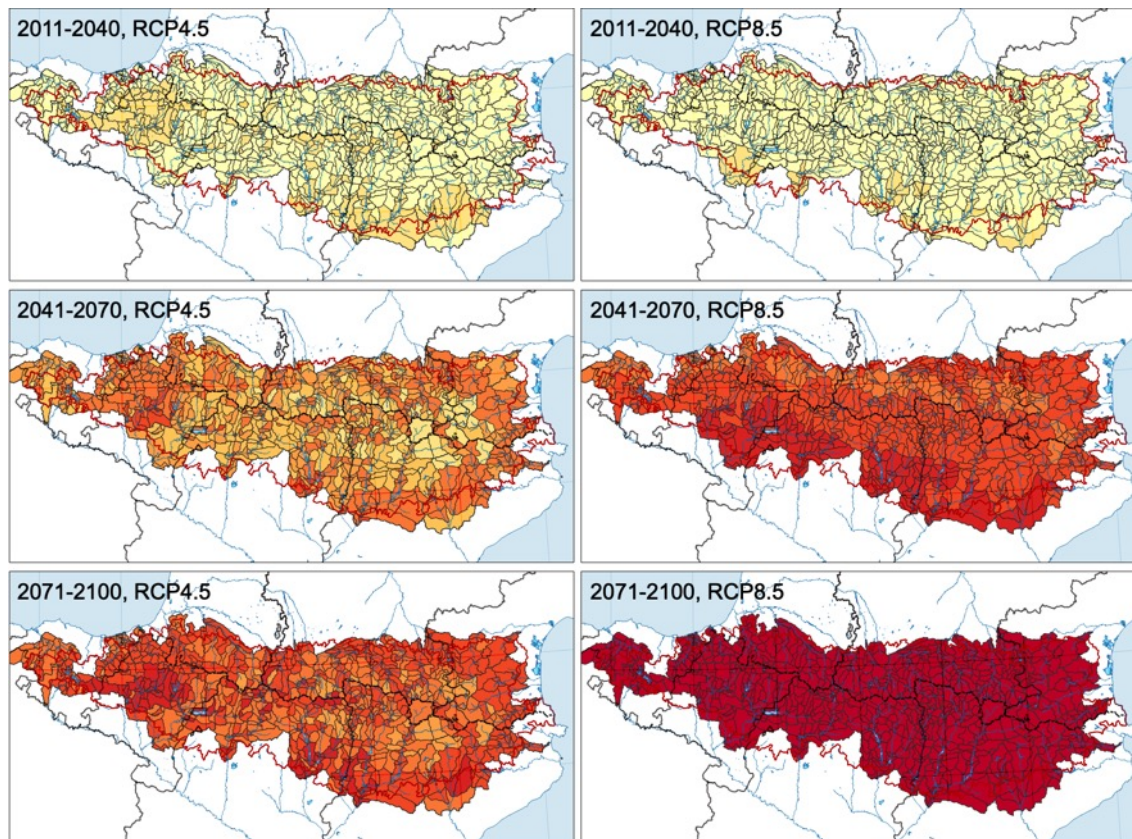 2011-2040, RCP4.5
2011-2040, RCP8.5
2041-2070, RCP4.5
2041-2070, RCP8.5
2071-2100, RCP4.5
2071-2100, RCP8.5